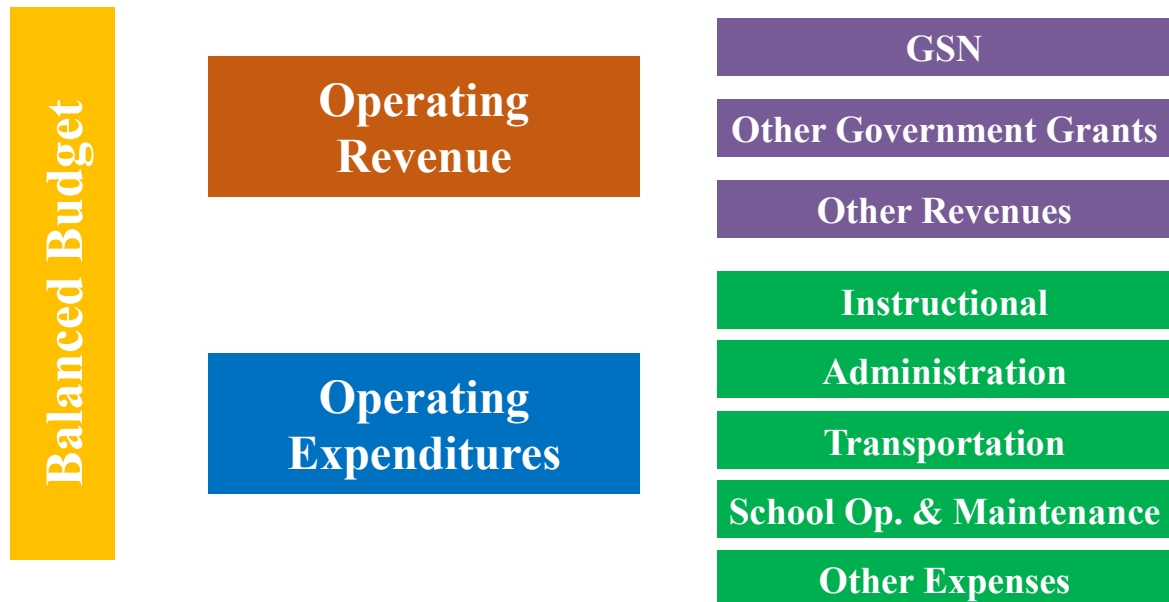 Balanced Budget
Operating
Revenue
GSN
Other Government Grants
Other Revenues
Operating
Expenditures
Instructional
Administration
Transportation
School Op. & Maintenance
Other Expenses